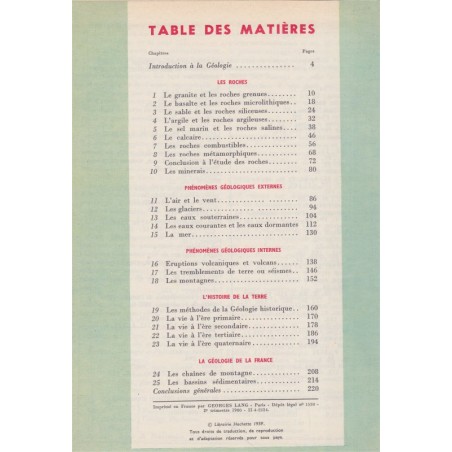 TABLE DES MATIÈRES
Chapitres Pages
Introduction à la Géologie ............... 4
LES ROCHES
1 Le granite et les roches grenues........ 10
2 Le basalte et les roches microlithiques.. 18
3 Le sable et les roches siliceuses........ 24
4 L'argile et les roches argileuses........ 32
5 Le sel marin et les roches salines...... 38
6 Le calcaire............................ 46
7 Les roches combustibles................ 56
8 Les roches métamorphiques............ 68
9 Conclusion à l'étude des roches........ 72
10 Les minerais.......................... 80
PHÉNOMÈNES GÉOLOGIQUES EXTERNES
11 L'air et le vent........................ 86
12 Les glaciers............................ 94
13 Les eaux souterraines.................. 104
14 Les eaux courantes et les eaux dormantes 112
15 La mer................................ 130
PHÉNOMÈNES GÉOLOGIQUES INTERNES
16 Eruptions volcaniques et volcans........ 138
17 Les tremblements de terre ou séismes.. 146
18 Les montagnes........................ 152
L'HISTOIRE DE LA TERRE
19 Les méthodes de la Géologie historique.. 160
20 La vie à l'ère primaire................ 170
21 La vie à l'ère secondaire.............. 178
22 La vie à l'ère tertiaire................ 186
23 La vie à l'ère quaternaire.............. 194
LA GÉOLOGIE DE LA FRANCE
24 Les chaînes de montagne.............. 208
25 Les bassins sédimentaires.............. 214
Conclusions générales.................... 220
Imprimé en France par GEORGES LANG - Paris - Dépôt légal n°
trimestre
© Librairie Hachette 1959.
Tous droits de traduction, de reproduction
et d'adaptation réservés pour tous pays.